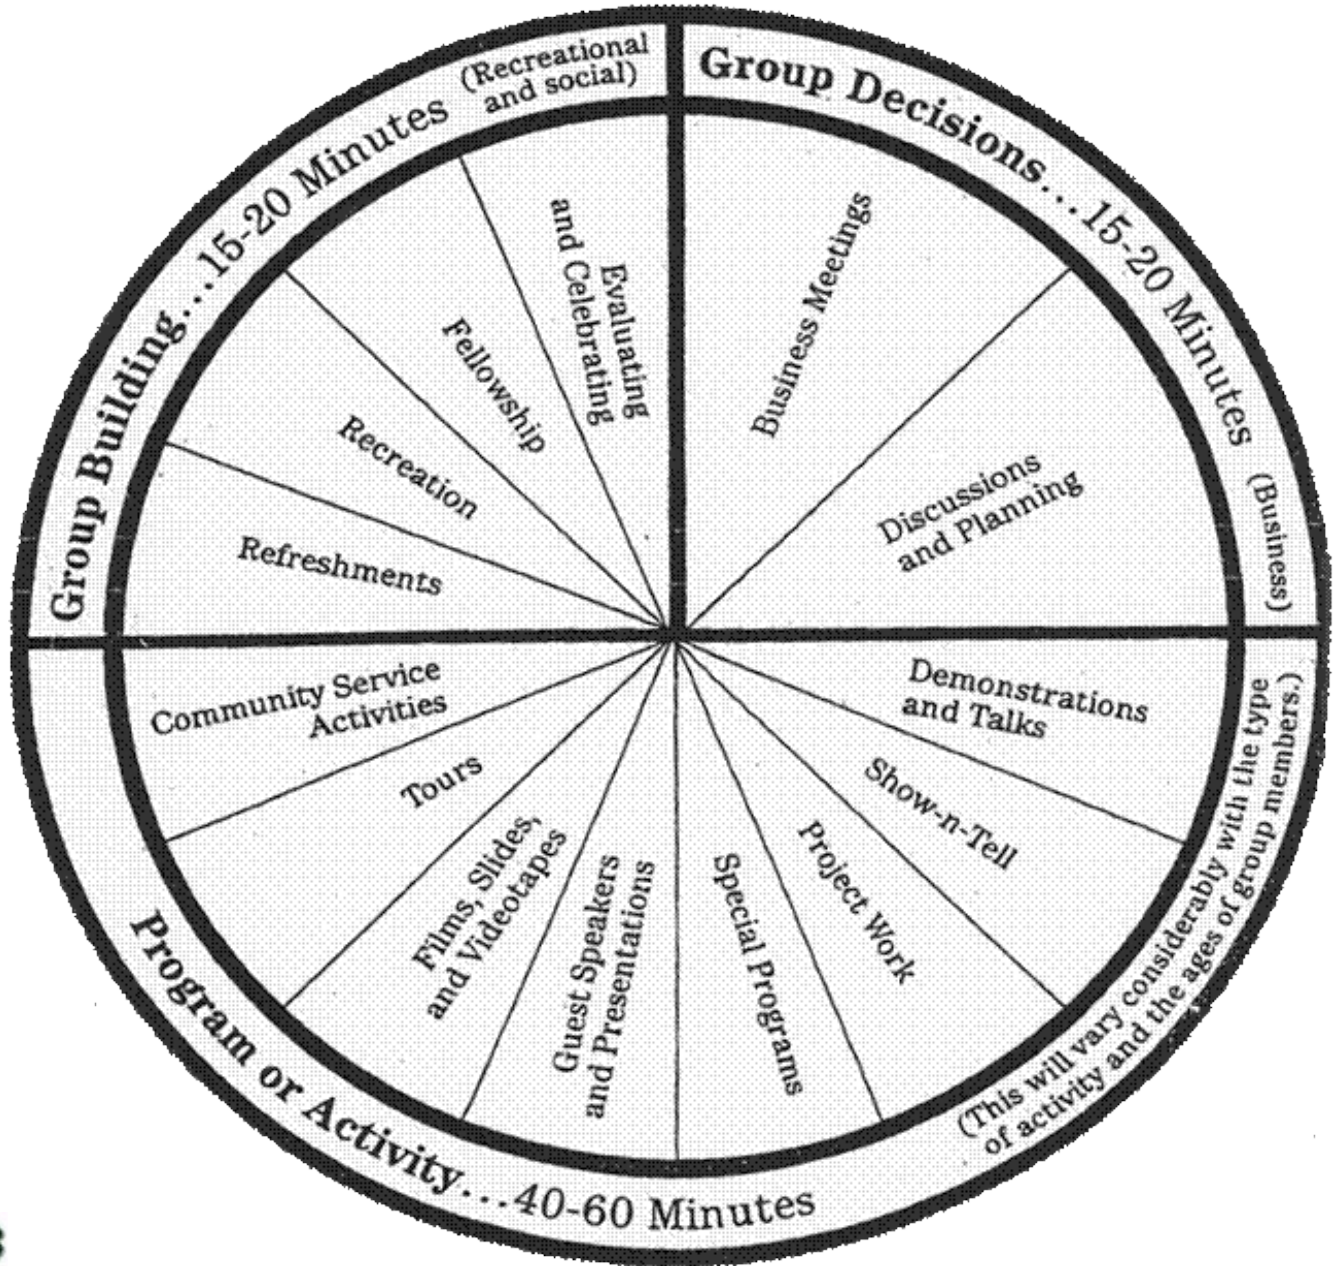 Group Building....15-20 Minutes (Recreational
and social)
Group Decisions...15-20 Minutes (Business)
Evaluating
and Celebrating
Fellowship
Recreation
Refreshments
Business Meetings
Discussions
and Planning
Community Service
Activities
Tours
Films, Slides,
and Videotapes
Guest Speakers
and Presentations
Special Programs
Project Work
Show-n-Tell
Demonstrations
and Talks
Program or Activity...40-60 Minutes
(This will vary considerably with the type
of activity and the ages of group members.)